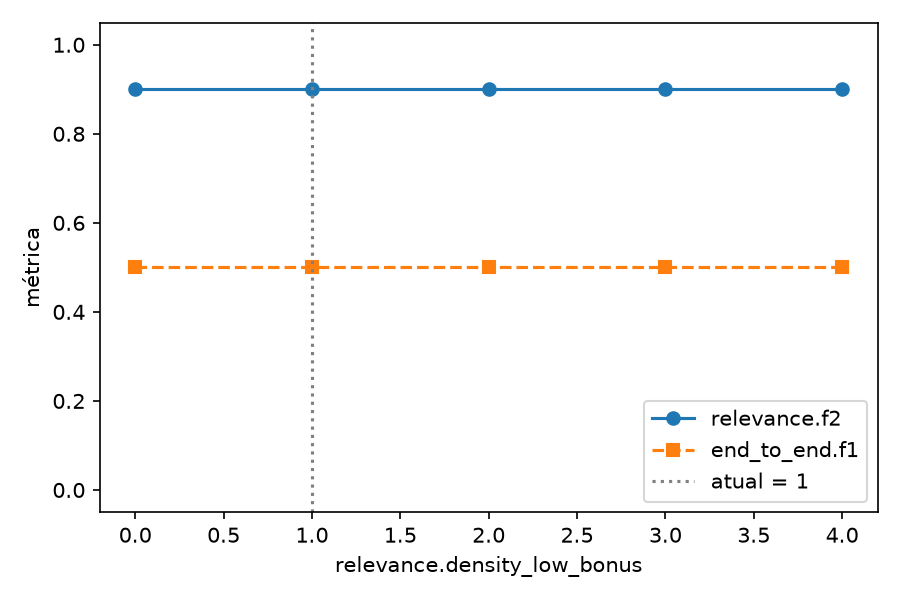 1.0
0.8
0.6
0.4
0.2
0.0
métrica
relevance.f2
end_to_end.f1
atual = 1
0.0 0.5 1.0 1.5 2.0 2.5 3.0 3.5 4.0
relevance.density_low_bonus